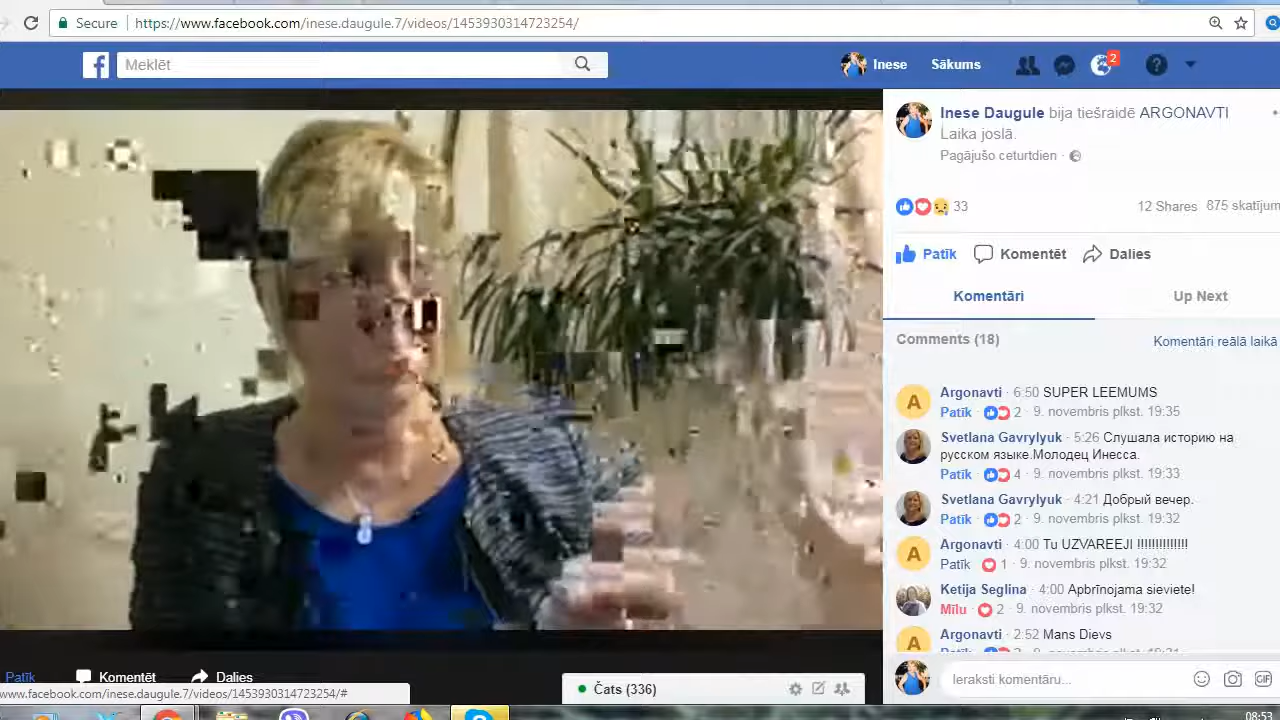 Secure
https://www.facebook.com/inese.daugule.7/videos/1453930314723254/
Meklēt
Inese
Sākums
2
Inese Daugule bija tiešraidē ARGONAVTI
Laika joslā.
Pagājušo ceturtdien ·
33
12 Shares 875 skatījum
Patīk Komentēt Dalies
Komentāri Up Next
Comments (18) Komentāri reālā laikā
A
Argonavti · 6:50 SUPER LEEMUMS
Patīk · 2 · 9. novembris plkst. 19:35
Svetlana Gavrylyuk · 5:26 Слушала историю на
русском языке.Молодец Инесса.
Patīk · 4 · 9. novembris plkst. 19:33
Svetlana Gavrylyuk · 4:21 Добрый вечер.
Patīk · 2 · 9. novembris plkst. 19:32
A
Argonavti · 4:00 Tu UZVAREEJI !!!!!!!!!!!!!!
Patīk · 1 · 9. novembris plkst. 19:32
Ketija Seglina · 4:00 Apbrīnojama sieviete!
Mīlu · 2 · 9. novembris plkst. 19:32
A
Argonavti · 2:52 Mans Dievs
Ieraksti komentāru...
GIF
Patīk Komentēt Dalies
www.facebook.com/inese.daugule.7/videos/1453930314723254/#
Čats (336)
08:53